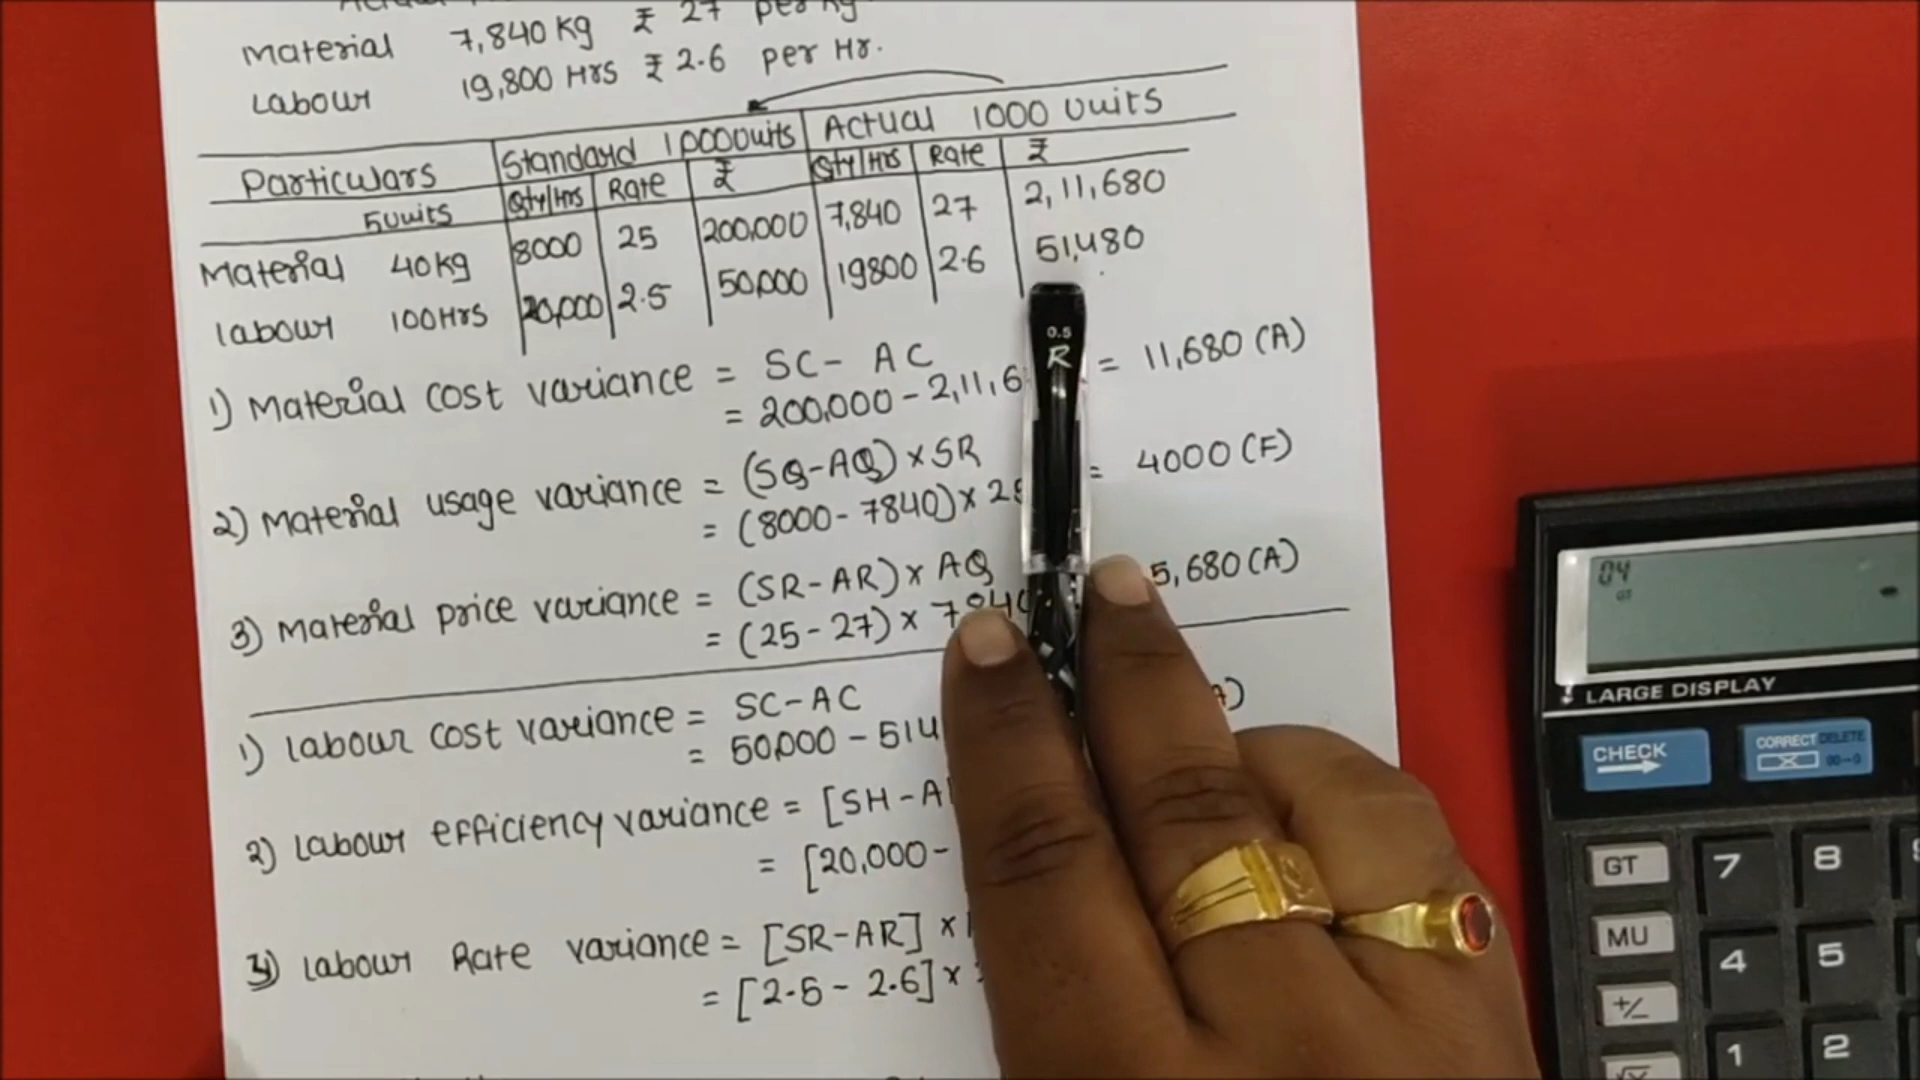 Material 7,840 Kg ₹ 27 per kg
Labour 19,800 Hrs ₹ 2.6 per Hr.
Particulars Standard 1000 Units Actual 1000 Units
5 Units Qty/Hrs Rate ₹ Qty/Hrs Rate ₹
Material 40 kg 8000 25 200,000 7,840 27 2,11,680
Labour 100 Hrs 20,000 2.5 50,000 19800 2.6 51,480
1) Material cost variance = SC - AC
= 200,000 - 2,11,6 = 11,680 (A)
2) Material usage variance = (SQ-AQ) x SR
= (8000 - 7840) x 25 = 4000 (F)
3) Material price variance = (SR-AR) x AQ
= (25 - 27) x 7840 5,680 (A)
1) Labour cost variance = SC-AC
= 50,000 - 514 A)
2) Labour efficiency variance = [SH-A
= [20,000-
3) Labour Rate variance = [SR-AR] x
= [2.5 - 2.6] x
0.5
R
04
GT
LARGE DISPLAY
CHECK
CORRECT DELETE
00→0
GT 7 8
MU 4 5
+/- 1 2
√x